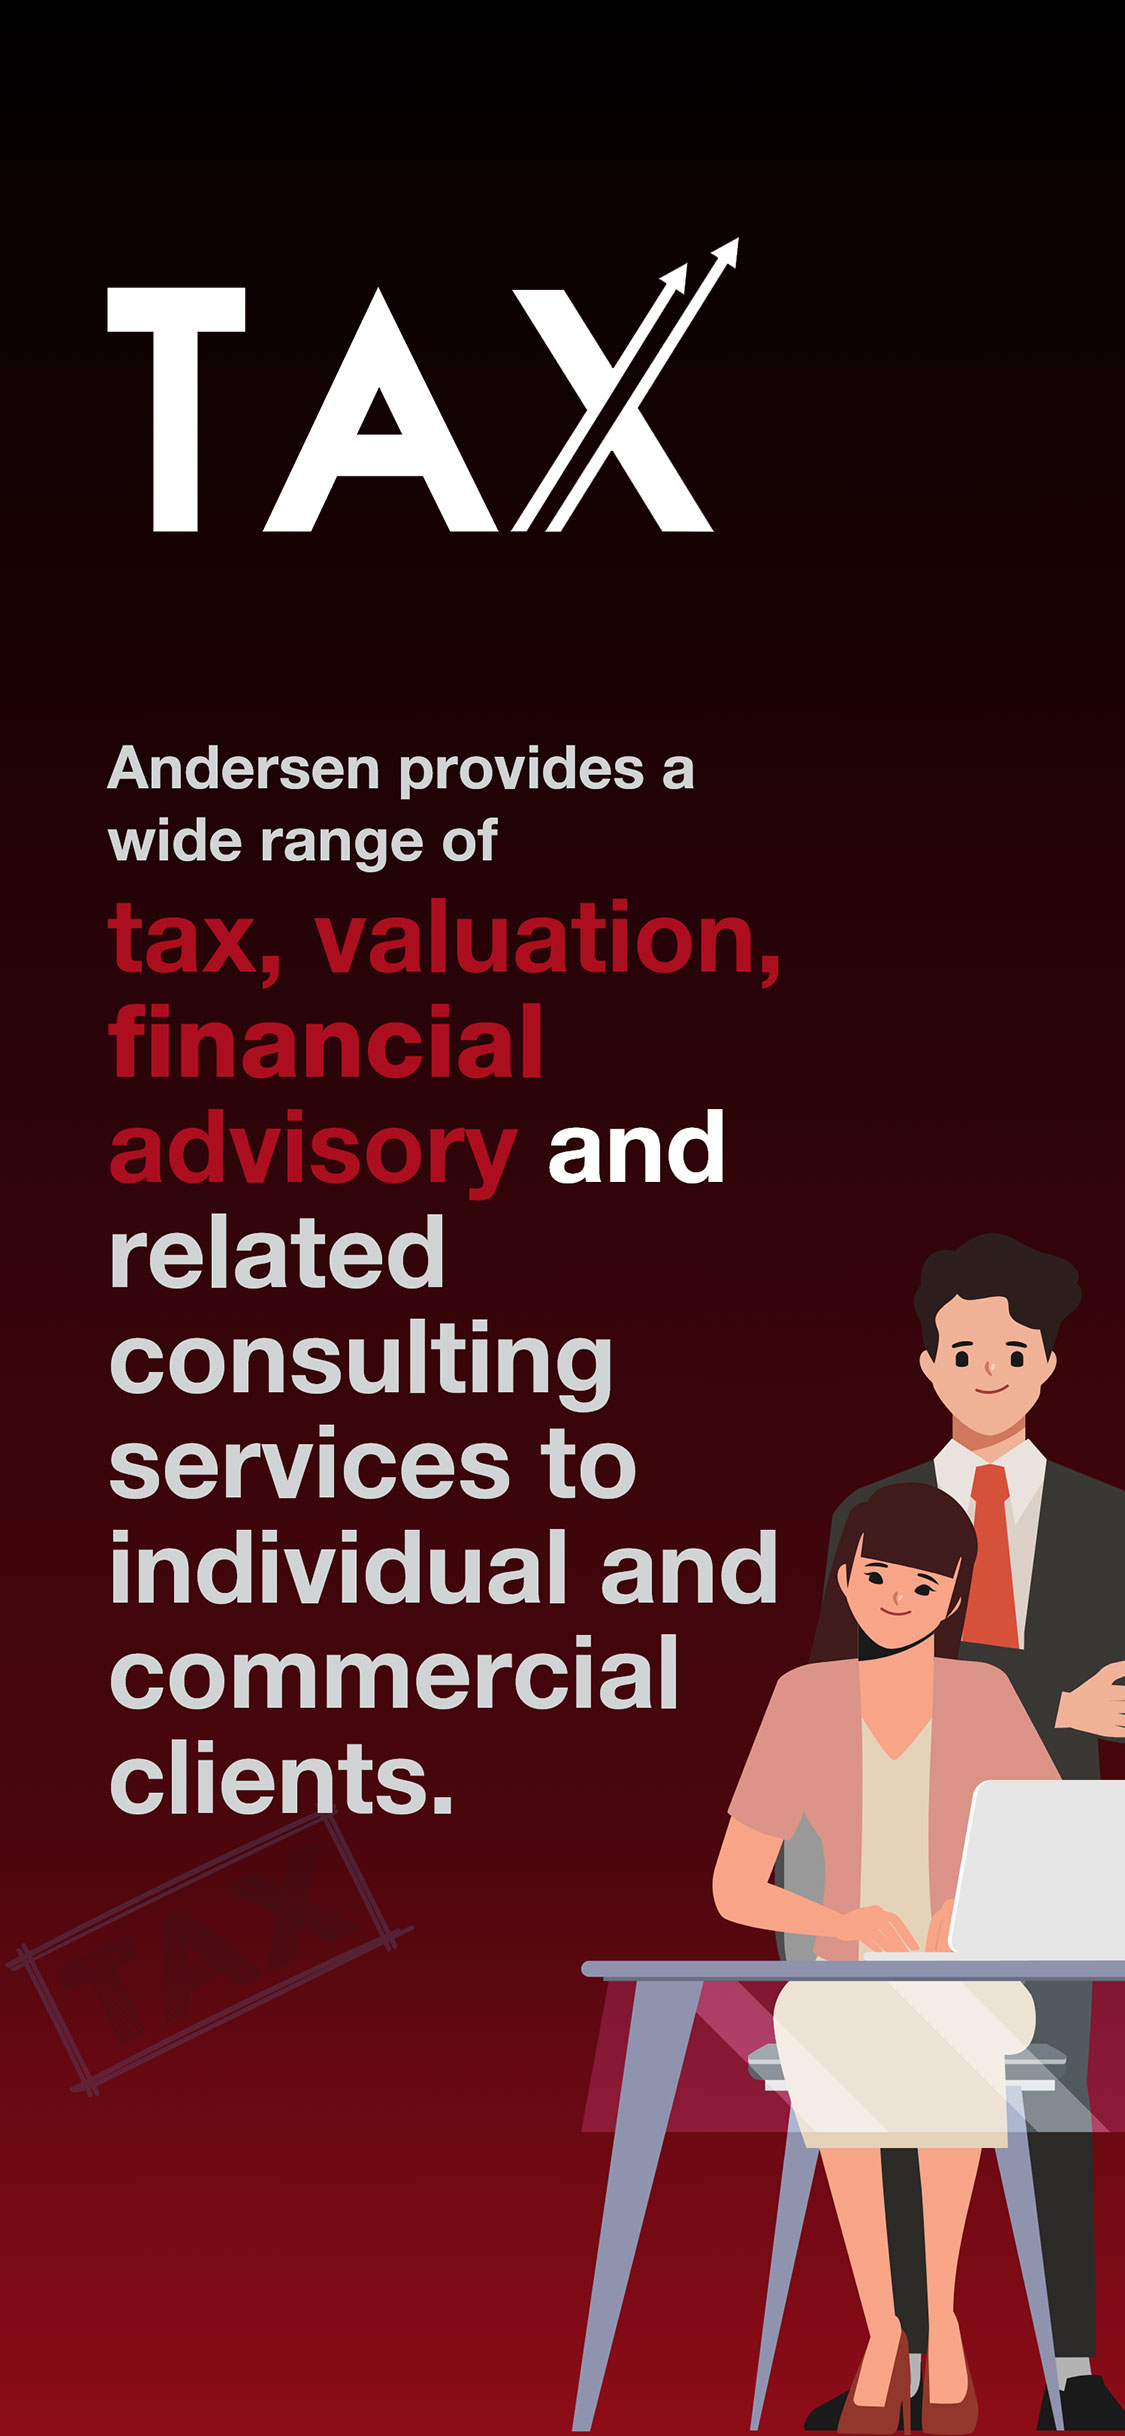 TAX
Andersen provides a
wide range of
tax, valuation,
financial
advisory and
related
consulting
services to
individual and
commercial
clients.
TAX